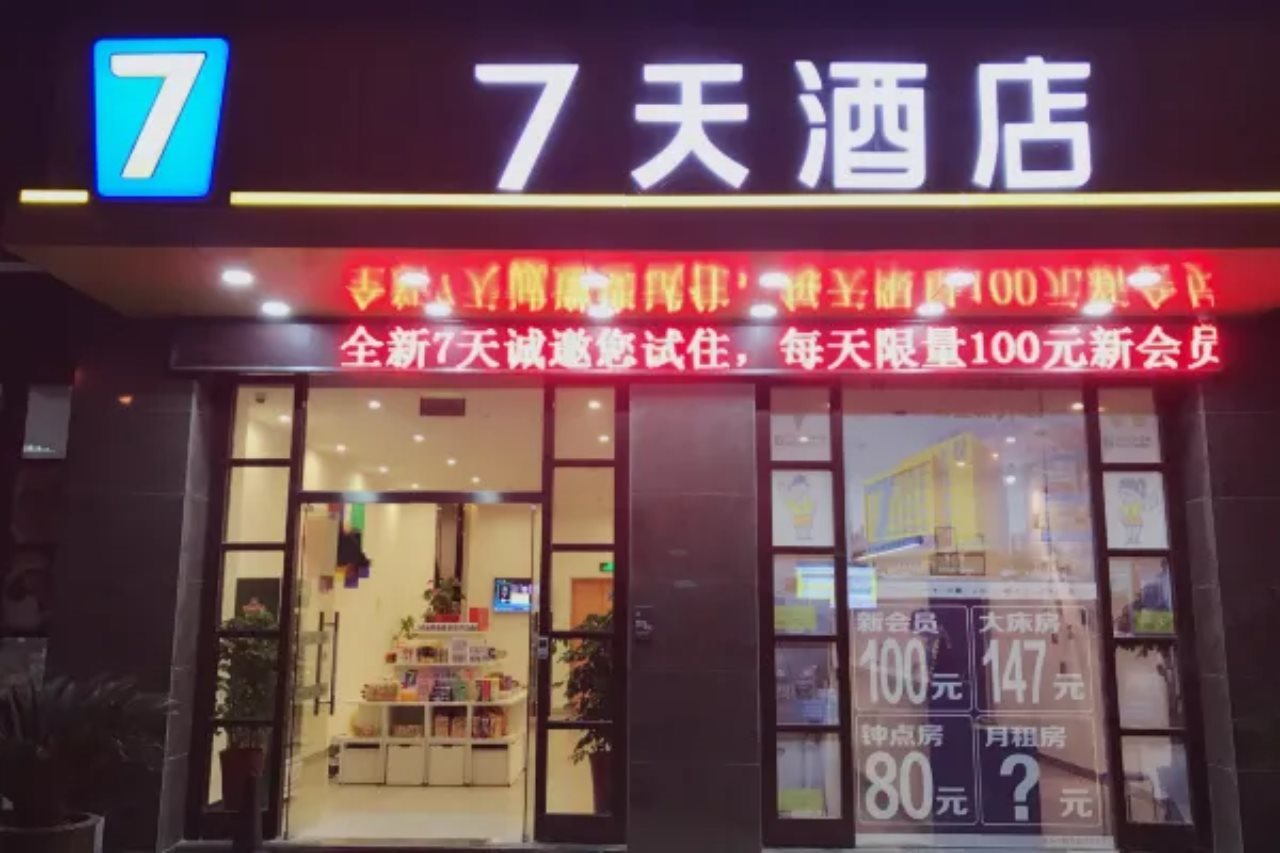 7
7天酒店
全新7天诚邀您试住，每天限量100元新会员
新会员
100元
大床房
147元
钟点房
80元
月租房
？元